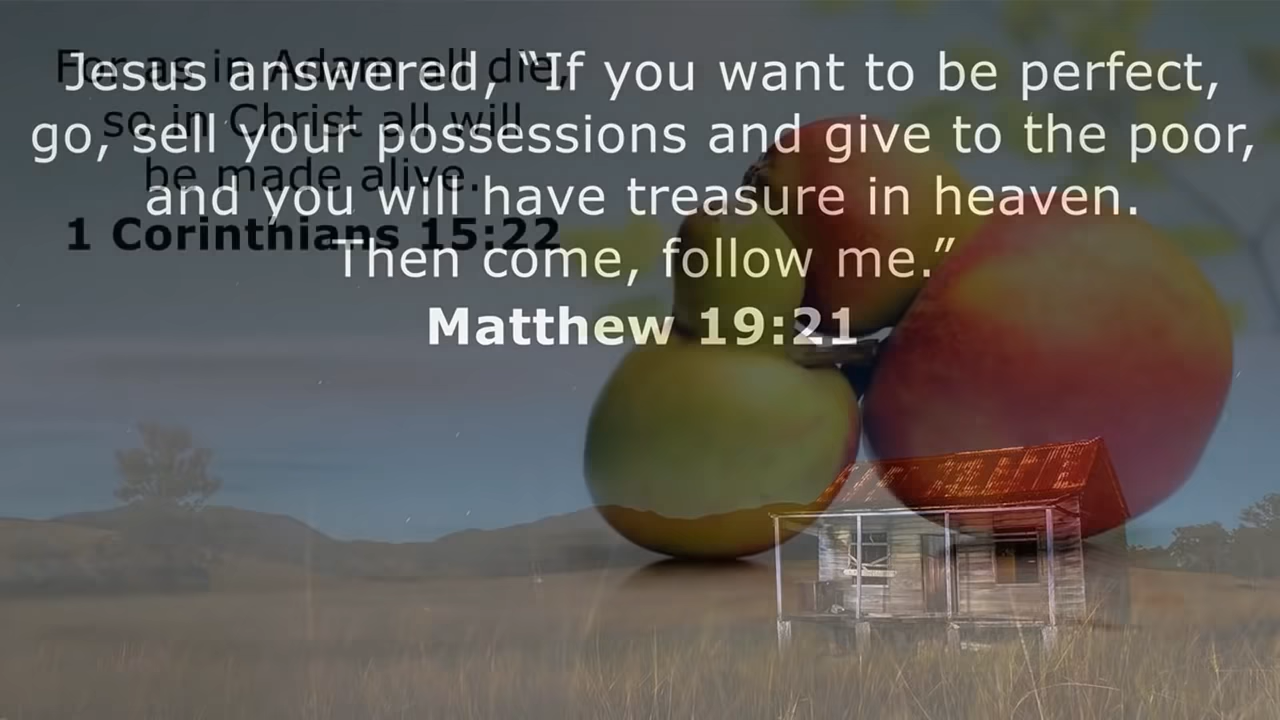 Jesus answered, “If you want to be perfect,
go, sell your possessions and give to the poor,
and you will have treasure in heaven.
Then come, follow me.”
Matthew 19:21
For as in Adam all die,
so in Christ all will
be made alive.
1 Corinthians 15:22